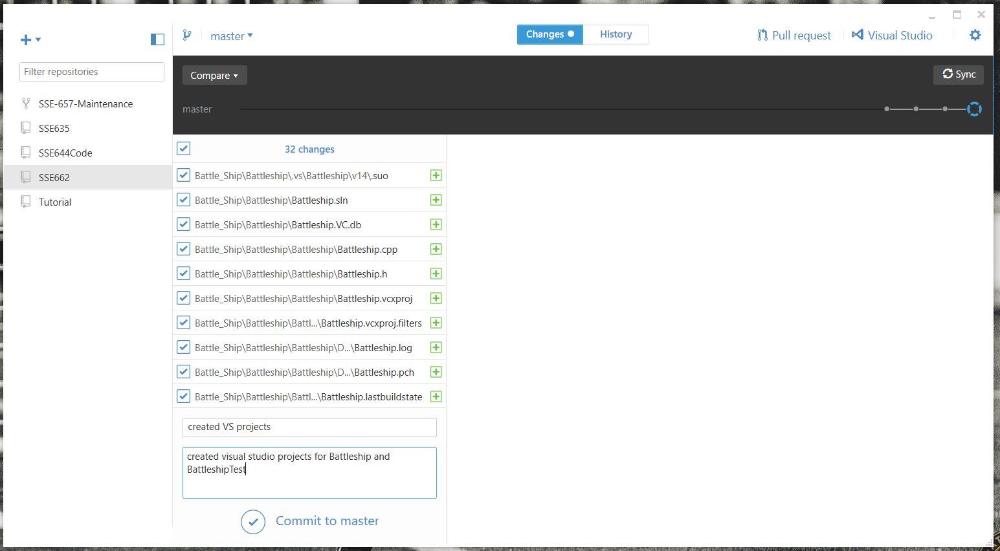 master
Changes
History
Pull request
Visual Studio
Filter repositories
SSE-657-Maintenance
SSE635
SSE644Code
SSE662
Tutorial
Compare
Sync
master
32 changes
Battle_Ship\Battleship\.vs\Battleship\v14\.suo
Battle_Ship\Battleship\Battleship.sln
Battle_Ship\Battleship\Battleship.VC.db
Battle_Ship\Battleship\Battleship\Battleship.cpp
Battle_Ship\Battleship\Battleship\Battleship.h
Battle_Ship\Battleship\Battleship\Battleship.vcxproj
Battle_Ship\Battleship\Battl...\Battleship.vcxproj.filters
Battle_Ship\Battleship\Battleship\D...\Battleship.log
Battle_Ship\Battleship\Battleship\D...\Battleship.pch
Battle_Ship\Battleship\Battl...\Battleship.lastbuildstate
created VS projects
created visual studio projects for Battleship and
BattleshipTest
Commit to master